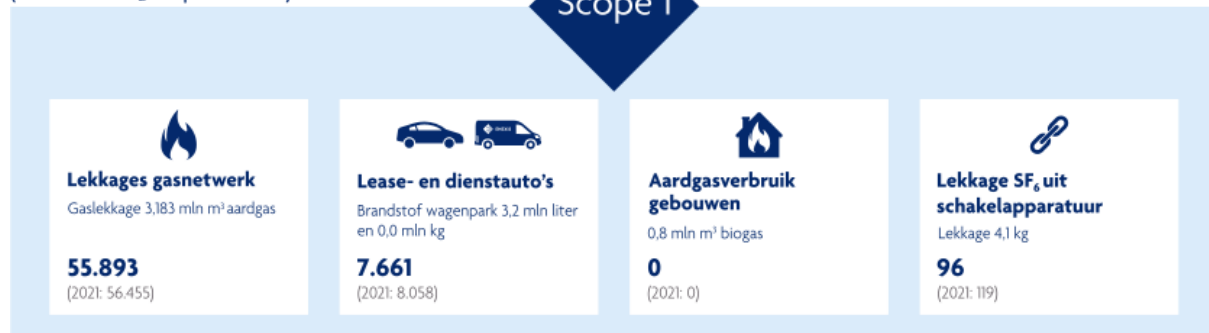 Scope 1
Lekkages gasnetwerk
Gaslekkage 3,183 mln m³ aardgas
55.893
(2021: 56.455)
Lease- en dienstauto's
Brandstof wagenpark 3,2 mln liter
en 0,0 mln kg
7.661
(2021: 8.058)
Aardgasverbruik
gebouwen
0,8 mln m³ biogas
0
(2021: 0)
Lekkage SF₆ uit
schakelapparatuur
Lekkage 4,1 kg
96
(2021: 119)